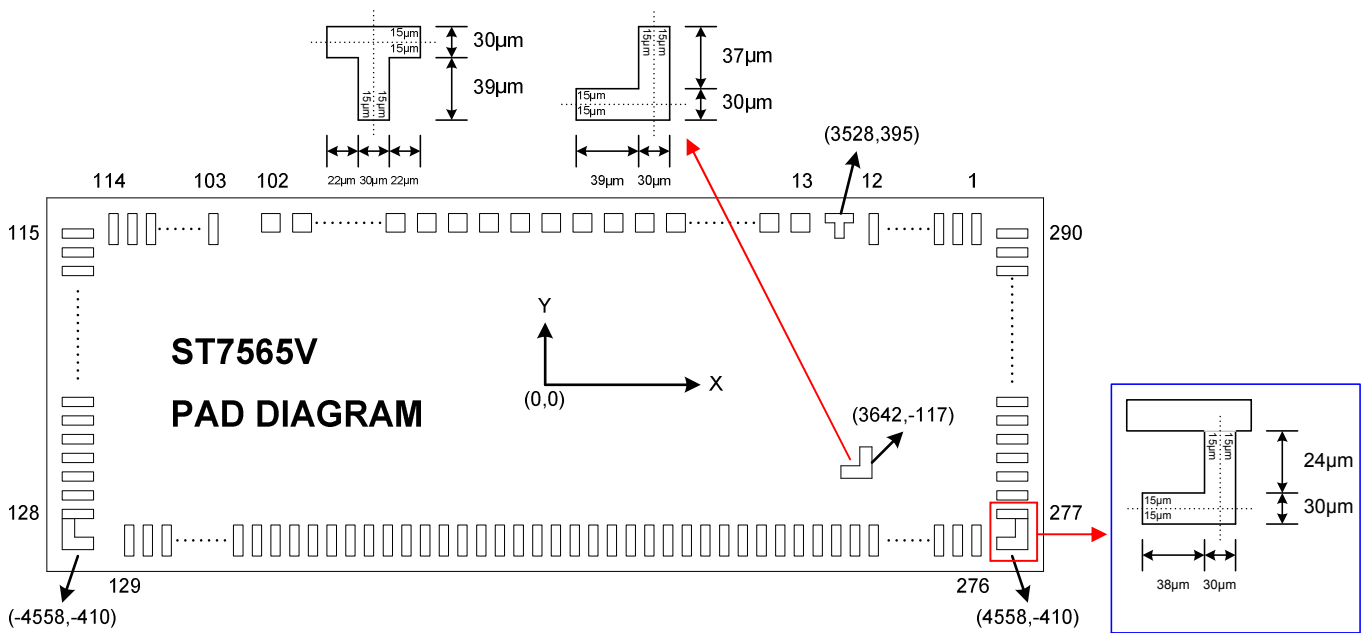 15µm
15µm
15µm
15µm
30µm
39µm
22µm
30µm
22µm
15µm
15µm
15µm
15µm
37µm
30µm
39µm
30µm
(3528,395)
114
103
102
13
12
1
115
290
Y
X
(0,0)
ST7565V
PAD DIAGRAM
(3642,-117)
128
277
129
276
(-4558,-410)
(4558,-410)
15µm
15µm
15µm
15µm
24µm
30µm
38µm
30µm